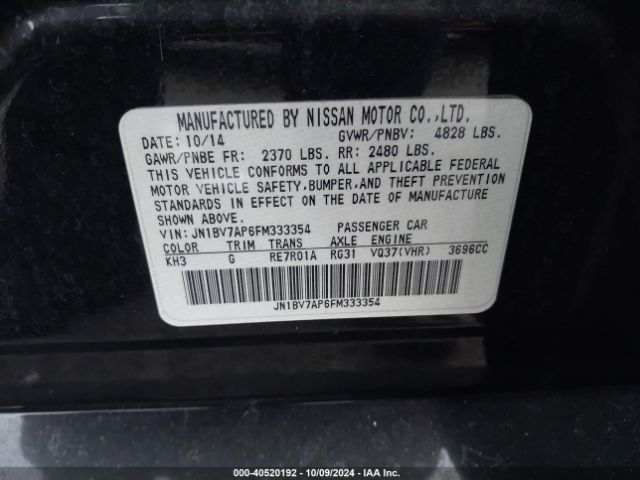 MANUFACTURED BY NISSAN MOTOR CO.,LTD.
DATE: 10/14 GVWR/PNBV: 4828 LBS.
GAWR/PNBE FR: 2370 LBS. RR: 2480 LBS.
THIS VEHICLE CONFORMS TO ALL APPLICABLE FEDERAL
MOTOR VEHICLE SAFETY,BUMPER,AND THEFT PREVENTION
STANDARDS IN EFFECT ON THE DATE OF MANUFACTURE
SHOWN ABOVE.
VIN: JN1BV7AP6FM333354 PASSENGER CAR
COLOR TRIM TRANS AXLE ENGINE
KH3 G RE7R01A RG31 VQ37(VHR) 3696CC
JN1BV7AP6FM333354
000-40520192 - 10/09/2024 - IAA Inc.